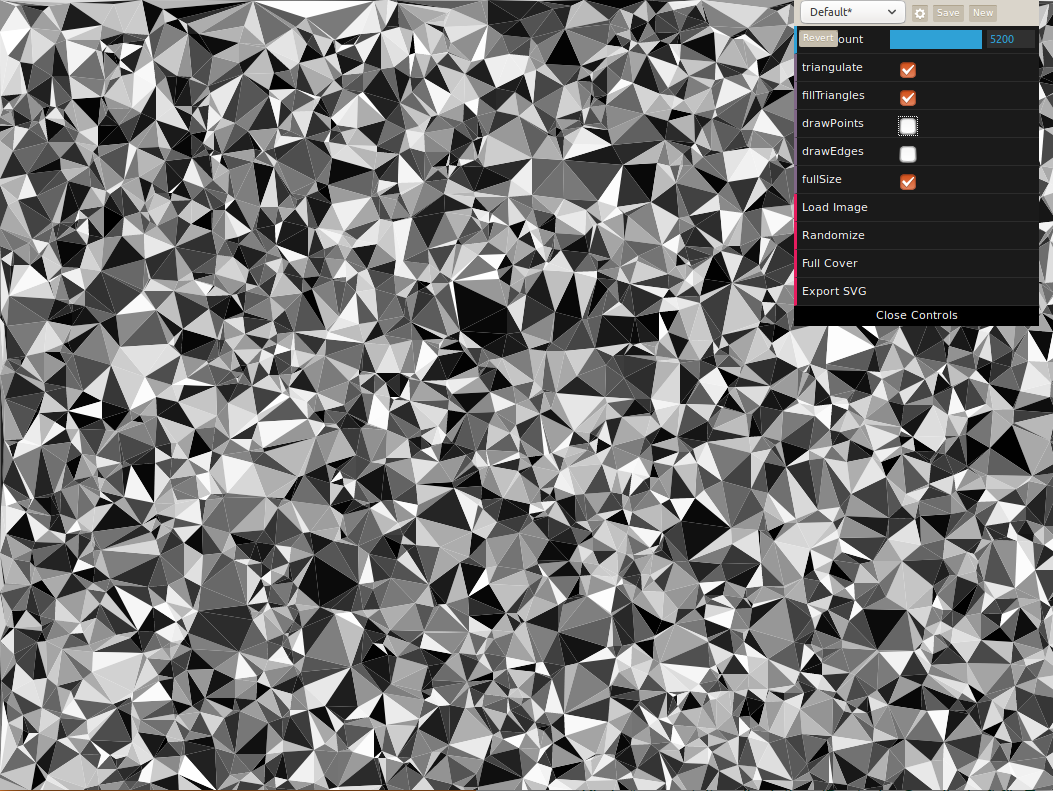 Default*
Save
New
Revert
ount
5200
triangulate
fillTriangles
drawPoints
drawEdges
fullSize
Load Image
Randomize
Full Cover
Export SVG
Close Controls